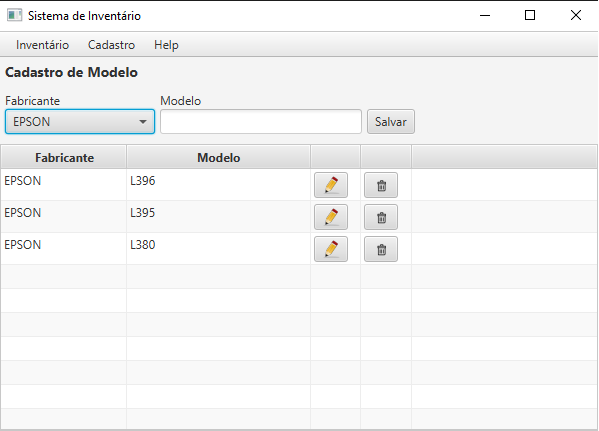 Sistema de Inventário
Inventário Cadastro Help
Cadastro de Modelo
Fabricante Modelo
EPSON Salvar
Fabricante Modelo
EPSON L396
EPSON L395
EPSON L380